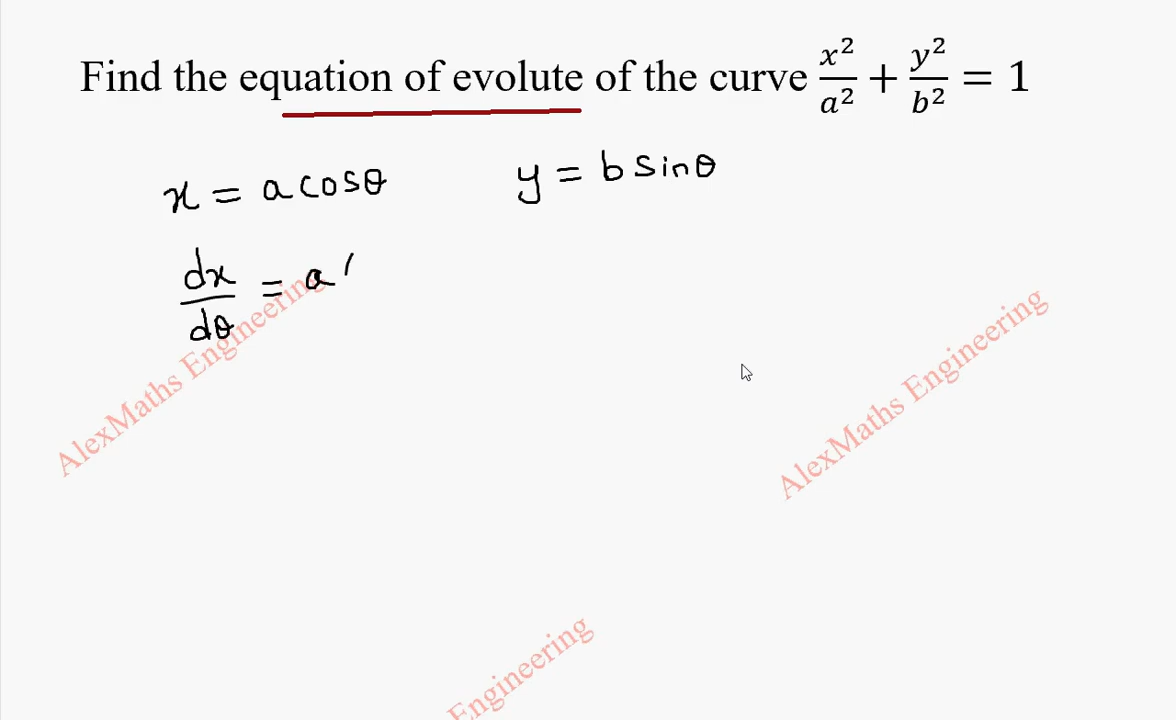 Find the equation of evolute of the curve x²/a² + y²/b² = 1
x = a cosθ y = b sinθ
dx/dθ = a (
AlexMaths Engineering
AlexMaths Engineering
Engineering